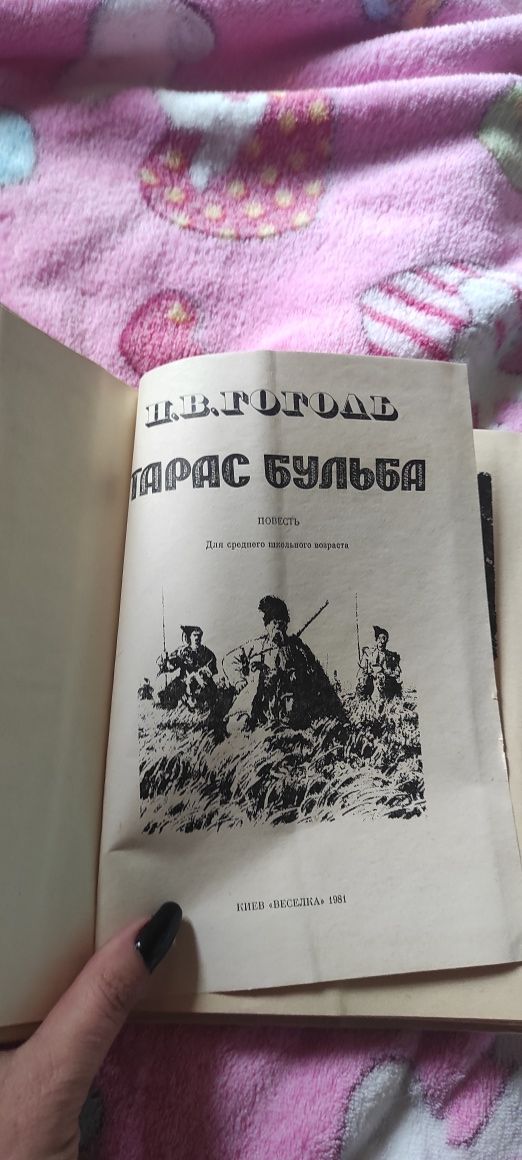 Н.В.ГОГОЛЬ
ТАРАС БУЛЬБА
ПОВЕСТЬ
Для среднего школьного возраста
КИЕВ «ВЕСЕЛКА» 1981